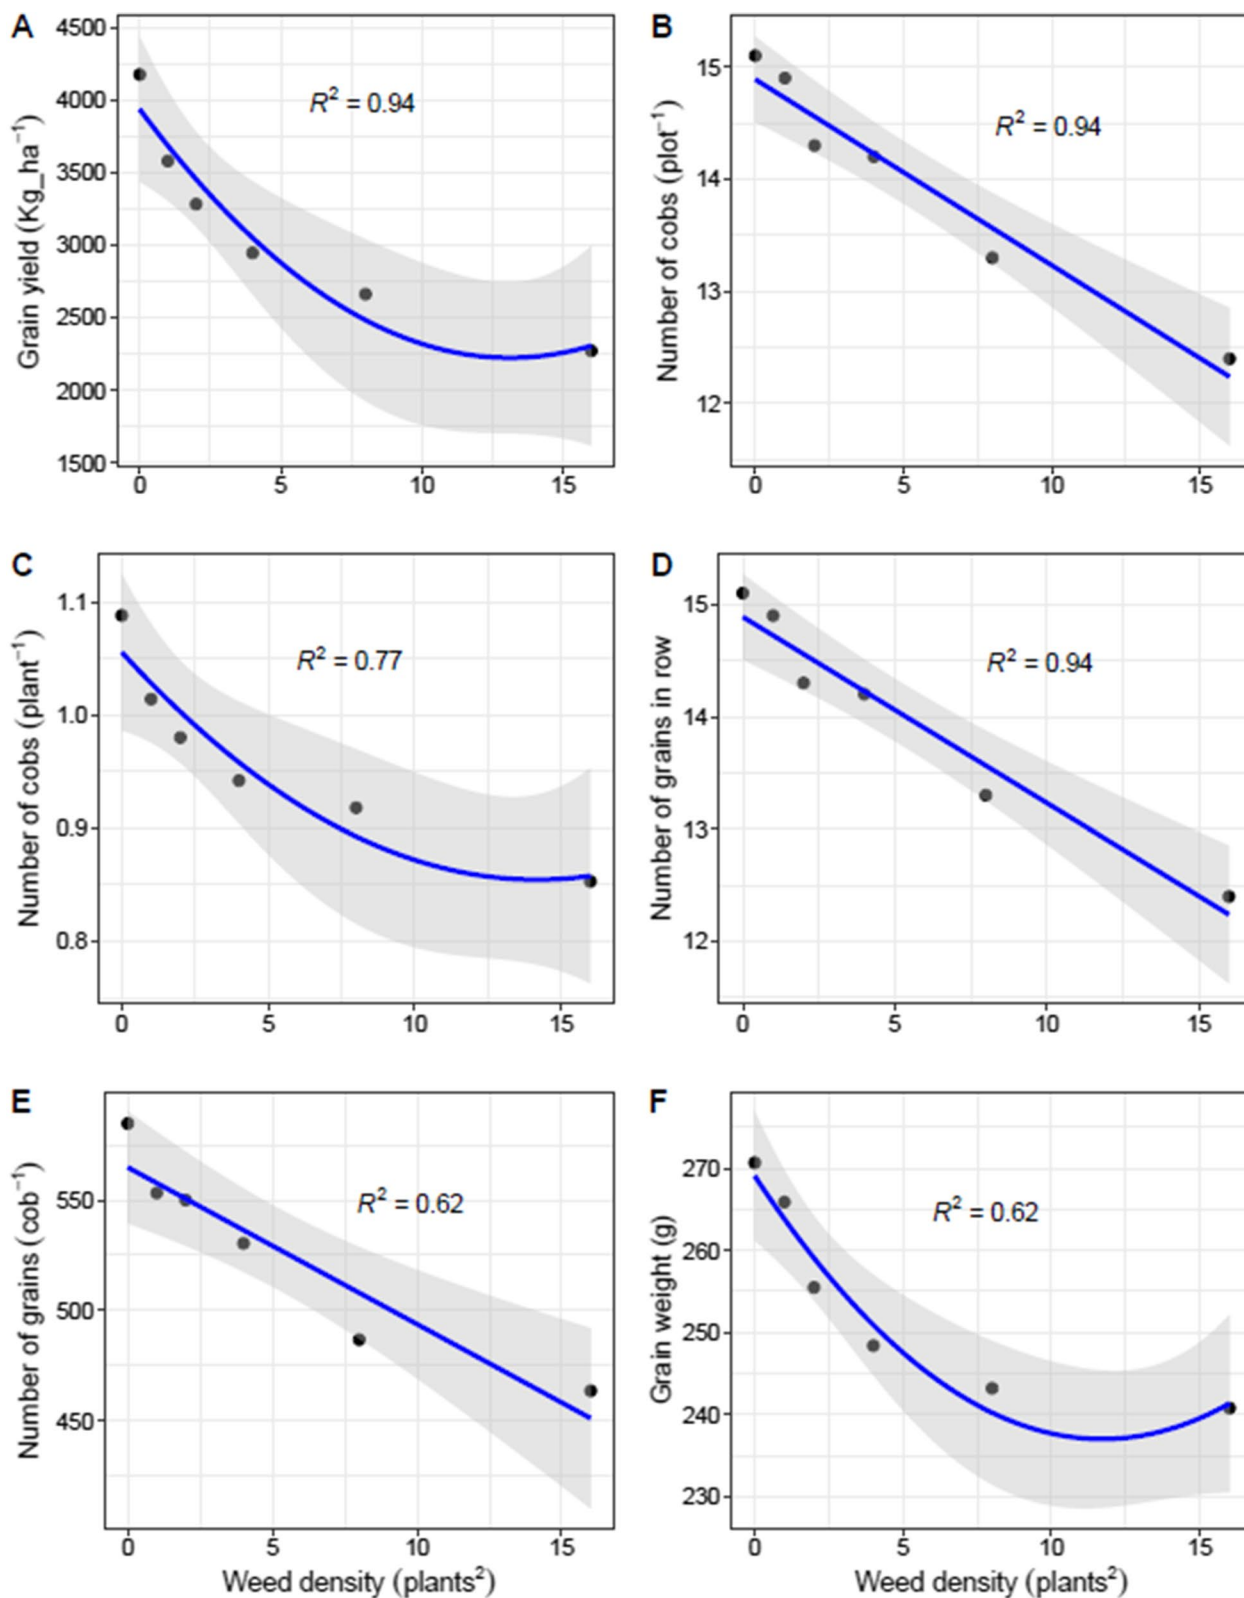 A
4500
4000
3500
3000
2500
2000
1500
Grain yield (Kg_ha⁻¹)
R² = 0.94
0 5 10 15
B
15
14
13
12
Number of cobs (plot⁻¹)
R² = 0.94
0 5 10 15
C
1.1
1.0
0.9
0.8
Number of cobs (plant⁻¹)
R² = 0.77
0 5 10 15
D
15
14
13
12
Number of grains in row
R² = 0.94
0 5 10 15
E
550
500
450
Number of grains (cob⁻¹)
R² = 0.62
0 5 10 15
Weed density (plants²)
F
270
260
250
240
230
Grain weight (g)
R² = 0.62
0 5 10 15
Weed density (plants²)